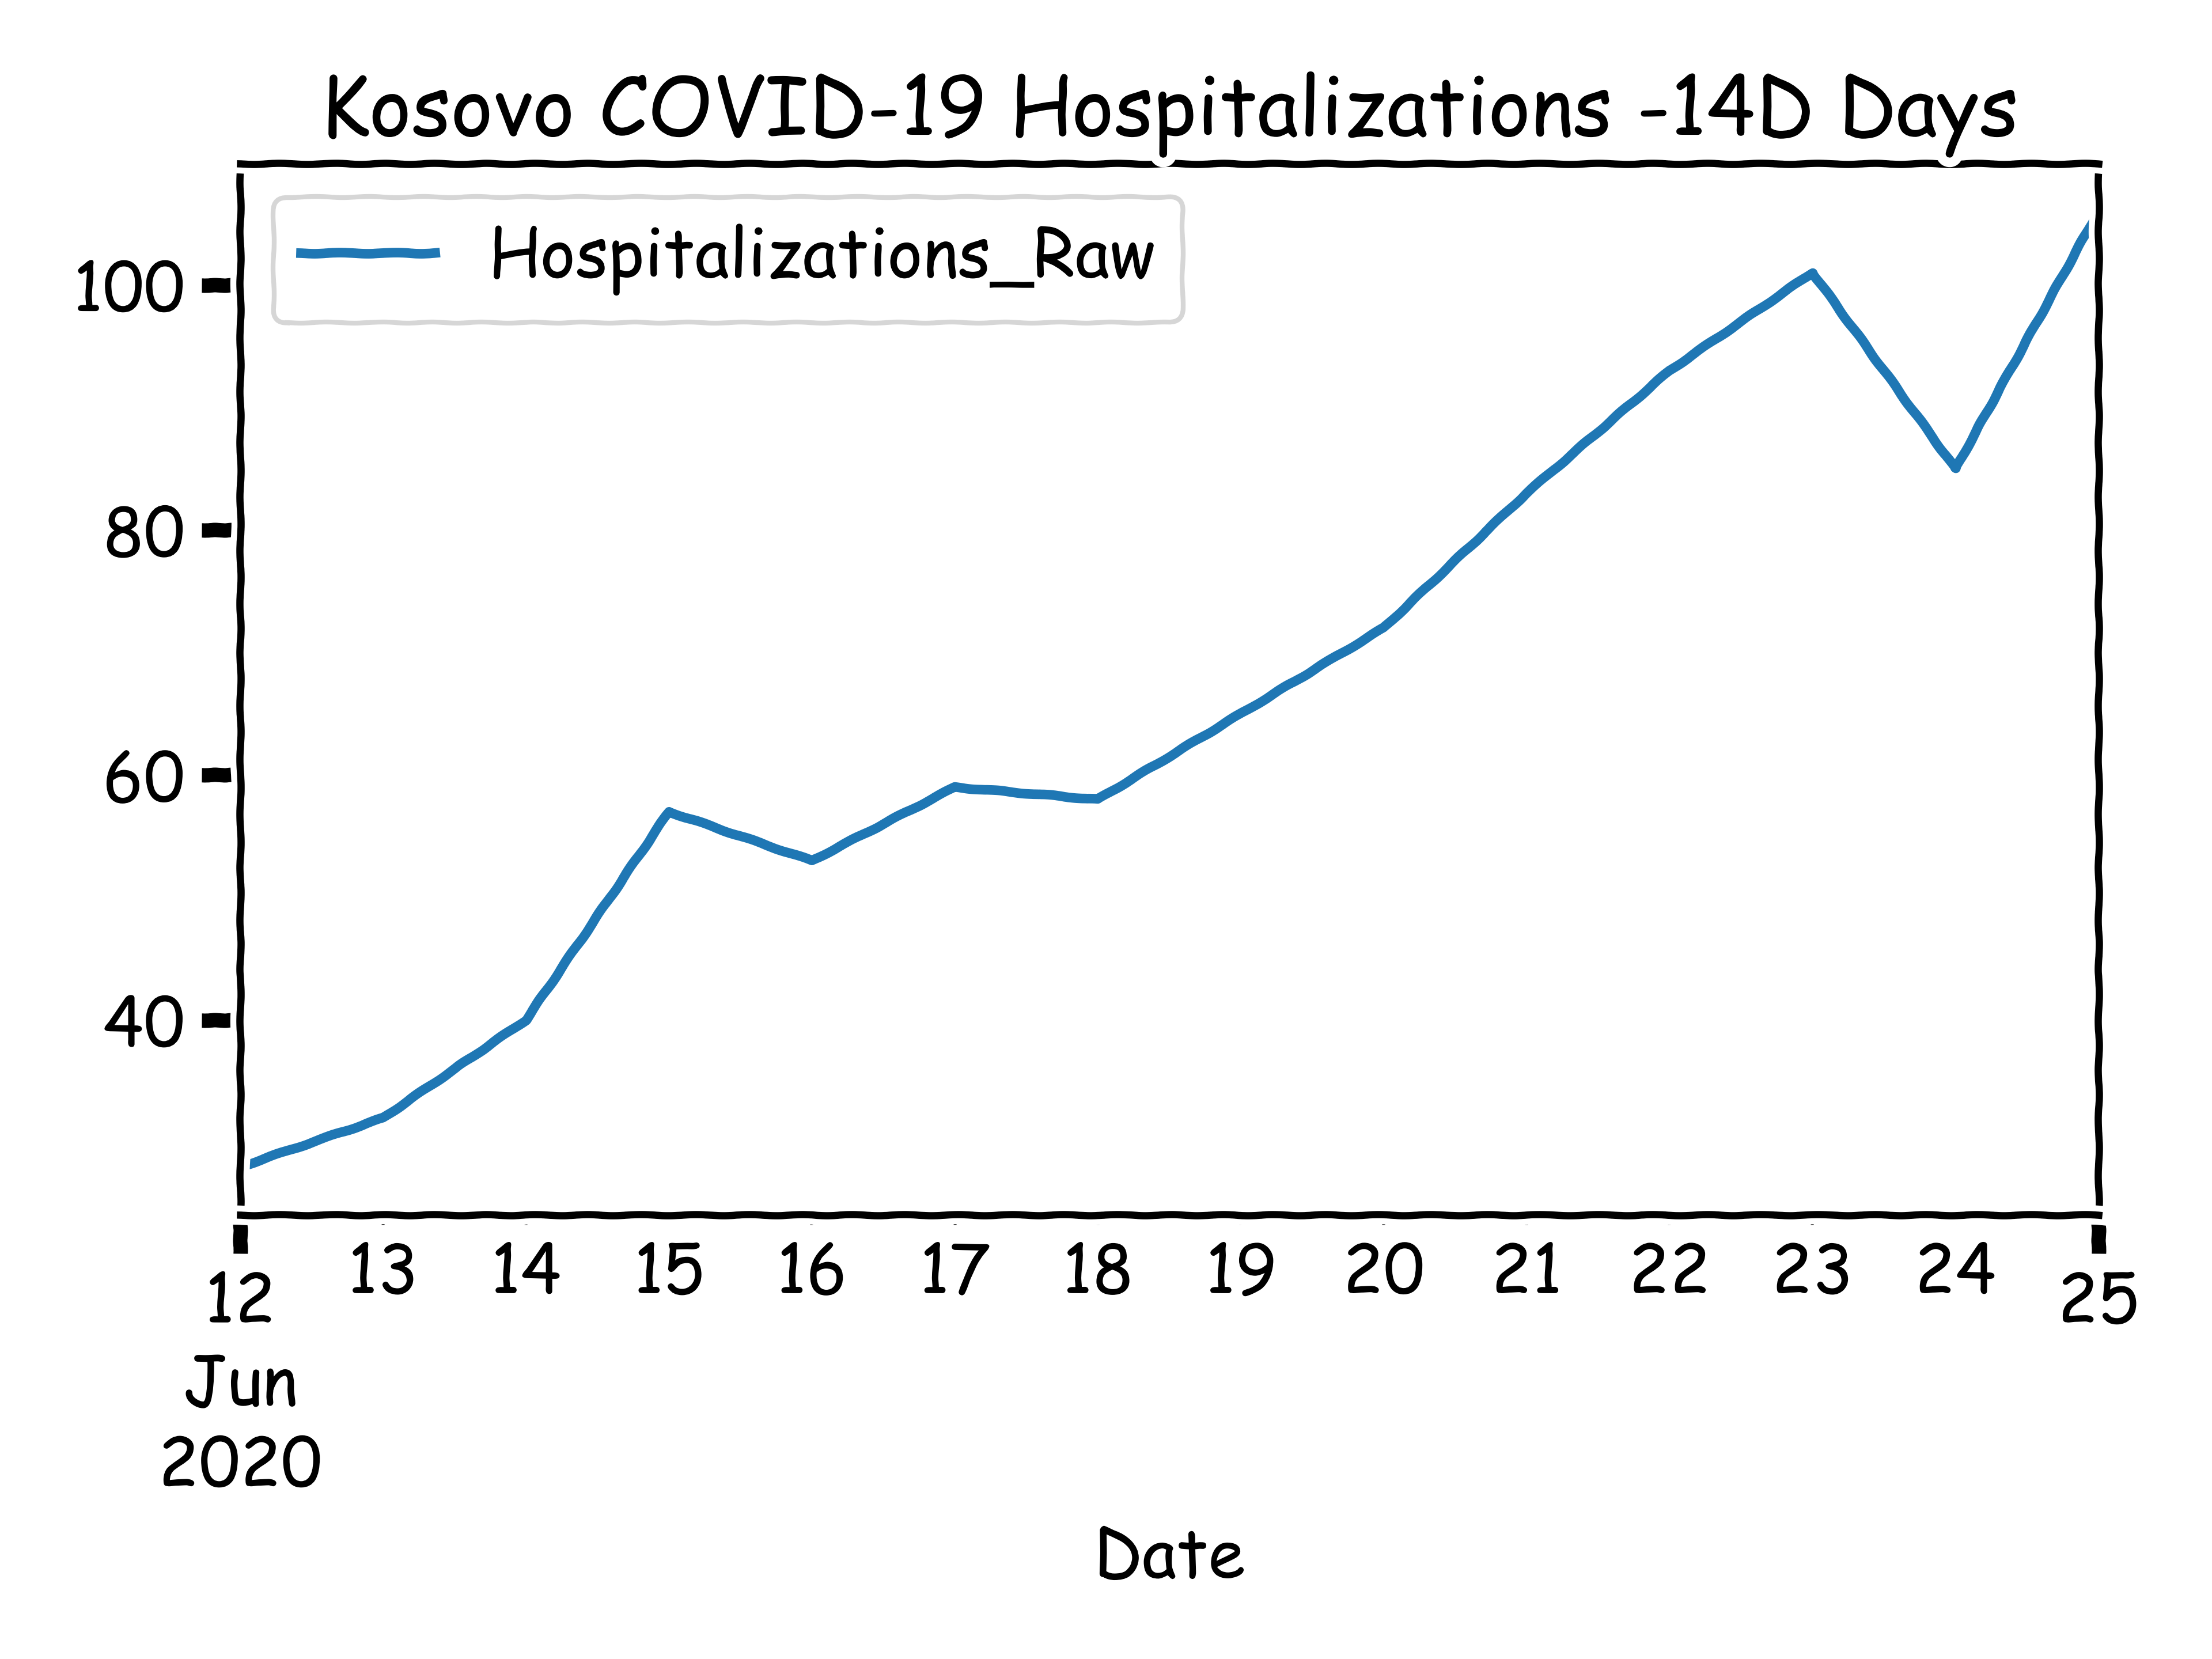 Kosovo COVID-19 Hospitalizations -14D Days
Hospitalizations_Raw
100
80
60
40
12 13 14 15 16 17 18 19 20 21 22 23 24 25
Jun
2020
Date